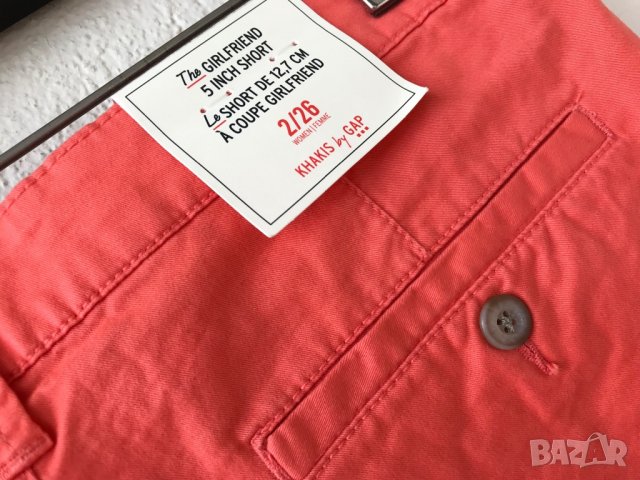 The GIRLFRIEND
5 INCH SHORT
Le SHORT DE 12,7 CM
À COUPE GIRLFRIEND
2/26
WOMEN | FEMME
KHAKIS by GAP
BAZAR